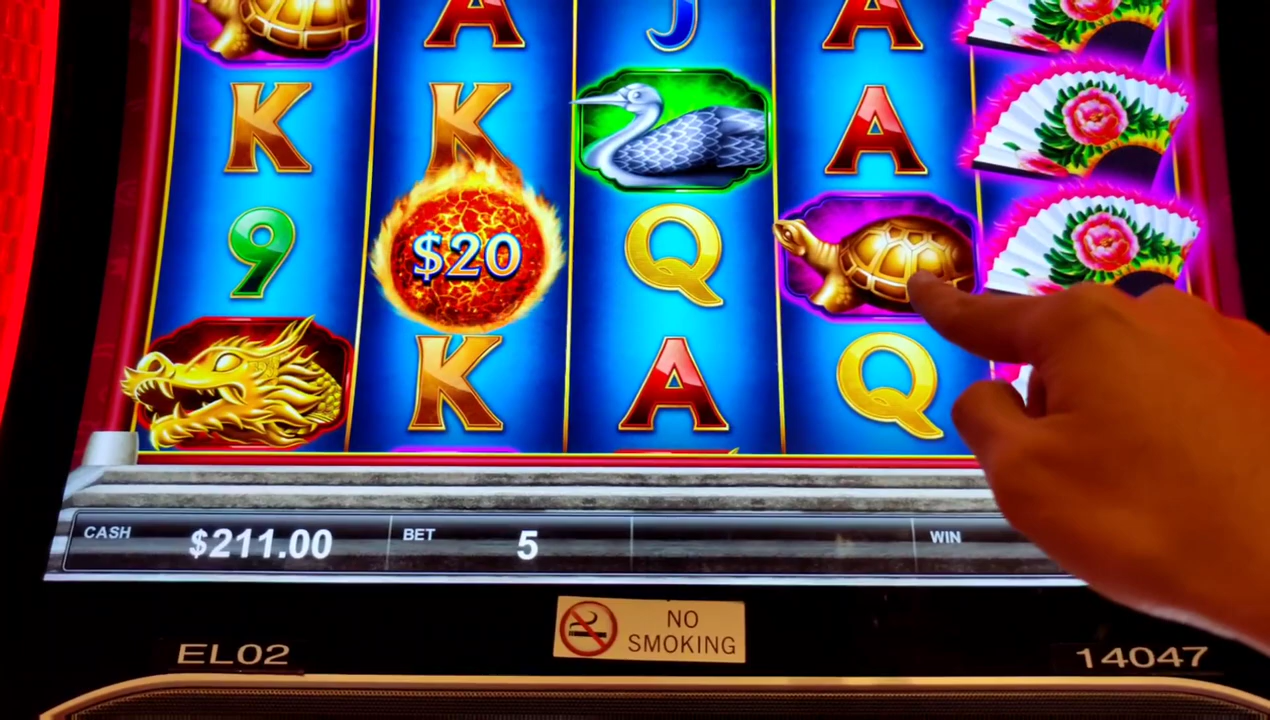 A J A
K K A
9 $20 Q
K A Q
CASH $211.00 BET 5 WIN
NO
SMOKING
EL02 14047